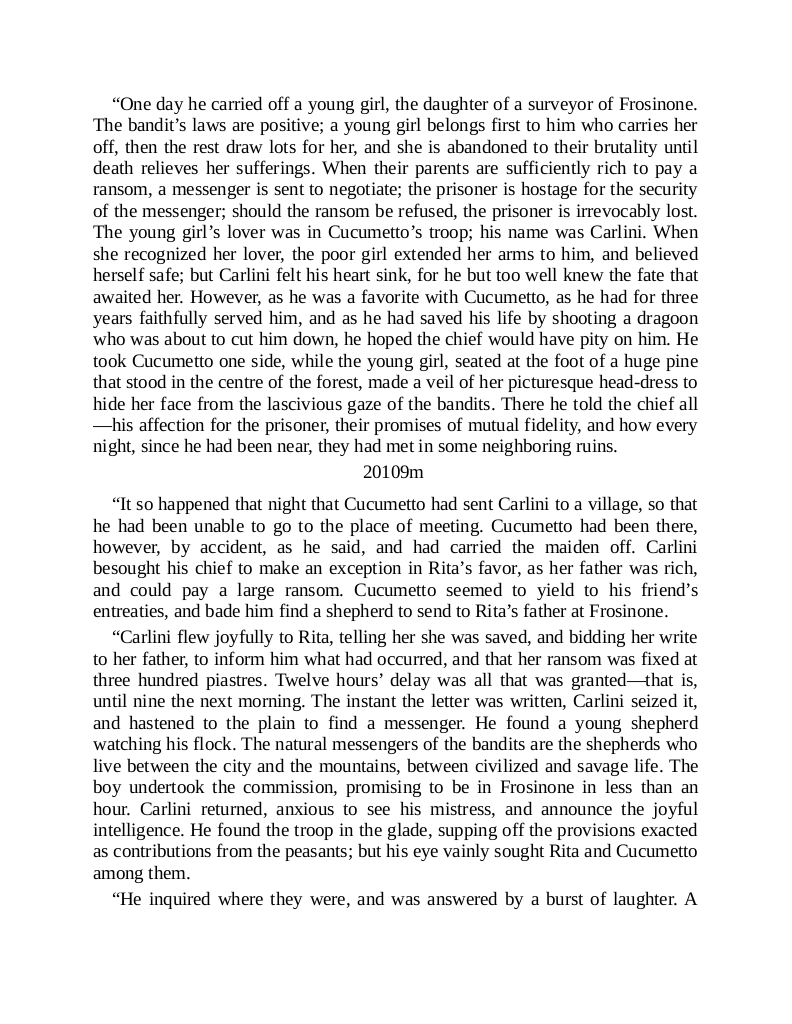 “One day he carried off a young girl, the daughter of a surveyor of Frosinone.
The bandit’s laws are positive; a young girl belongs first to him who carries her
off, then the rest draw lots for her, and she is abandoned to their brutality until
death relieves her sufferings. When their parents are sufficiently rich to pay a
ransom, a messenger is sent to negotiate; the prisoner is hostage for the security
of the messenger; should the ransom be refused, the prisoner is irrevocably lost.
The young girl’s lover was in Cucumetto’s troop; his name was Carlini. When
she recognized her lover, the poor girl extended her arms to him, and believed
herself safe; but Carlini felt his heart sink, for he but too well knew the fate that
awaited her. However, as he was a favorite with Cucumetto, as he had for three
years faithfully served him, and as he had saved his life by shooting a dragoon
who was about to cut him down, he hoped the chief would have pity on him. He
took Cucumetto one side, while the young girl, seated at the foot of a huge pine
that stood in the centre of the forest, made a veil of her picturesque head-dress to
hide her face from the lascivious gaze of the bandits. There he told the chief all
—his affection for the prisoner, their promises of mutual fidelity, and how every
night, since he had been near, they had met in some neighboring ruins.
20109m
“It so happened that night that Cucumetto had sent Carlini to a village, so that
he had been unable to go to the place of meeting. Cucumetto had been there,
however, by accident, as he said, and had carried the maiden off. Carlini
besought his chief to make an exception in Rita’s favor, as her father was rich,
and could pay a large ransom. Cucumetto seemed to yield to his friend’s
entreaties, and bade him find a shepherd to send to Rita’s father at Frosinone.
“Carlini flew joyfully to Rita, telling her she was saved, and bidding her write
to her father, to inform him what had occurred, and that her ransom was fixed at
three hundred piastres. Twelve hours’ delay was all that was granted—that is,
until nine the next morning. The instant the letter was written, Carlini seized it,
and hastened to the plain to find a messenger. He found a young shepherd
watching his flock. The natural messengers of the bandits are the shepherds who
live between the city and the mountains, between civilized and savage life. The
boy undertook the commission, promising to be in Frosinone in less than an
hour. Carlini returned, anxious to see his mistress, and announce the joyful
intelligence. He found the troop in the glade, supping off the provisions exacted
as contributions from the peasants; but his eye vainly sought Rita and Cucumetto
among them.
“He inquired where they were, and was answered by a burst of laughter. A